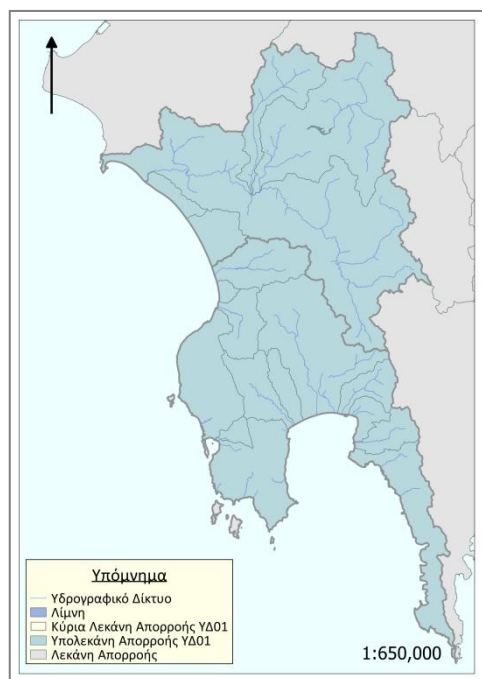 Υπόμνημα
Υδρογραφικό Δίκτυο
Λίμνη
Κύρια Λεκάνη Απορροής ΥΔ01
Υπολεκάνη Απορροής ΥΔ01
Λεκάνη Απορροής
1:650,000